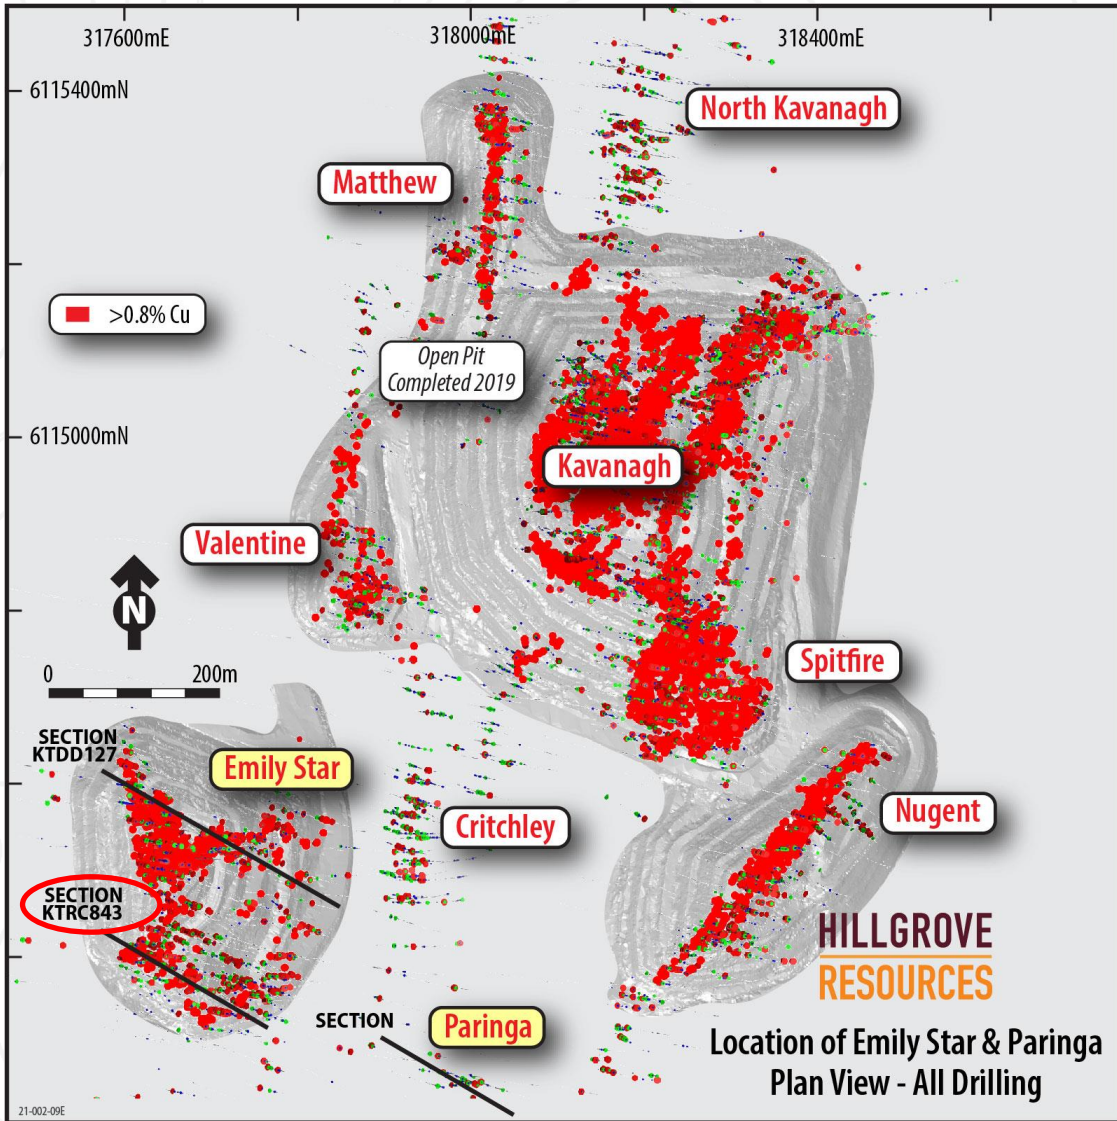 317600mE
318000mE
318400mE
6115400mN
North Kavanagh
Matthew
>0.8% Cu
Open Pit
Completed 2019
6115000mN
Kavanagh
Valentine
N
0
200m
Spitfire
SECTION
KTDD127
Emily Star
Critchley
Nugent
SECTION
KTRC843
HILLGROVE
RESOURCES
SECTION
Paringa
Location of Emily Star & Paringa
Plan View - All Drilling
21-002-09E